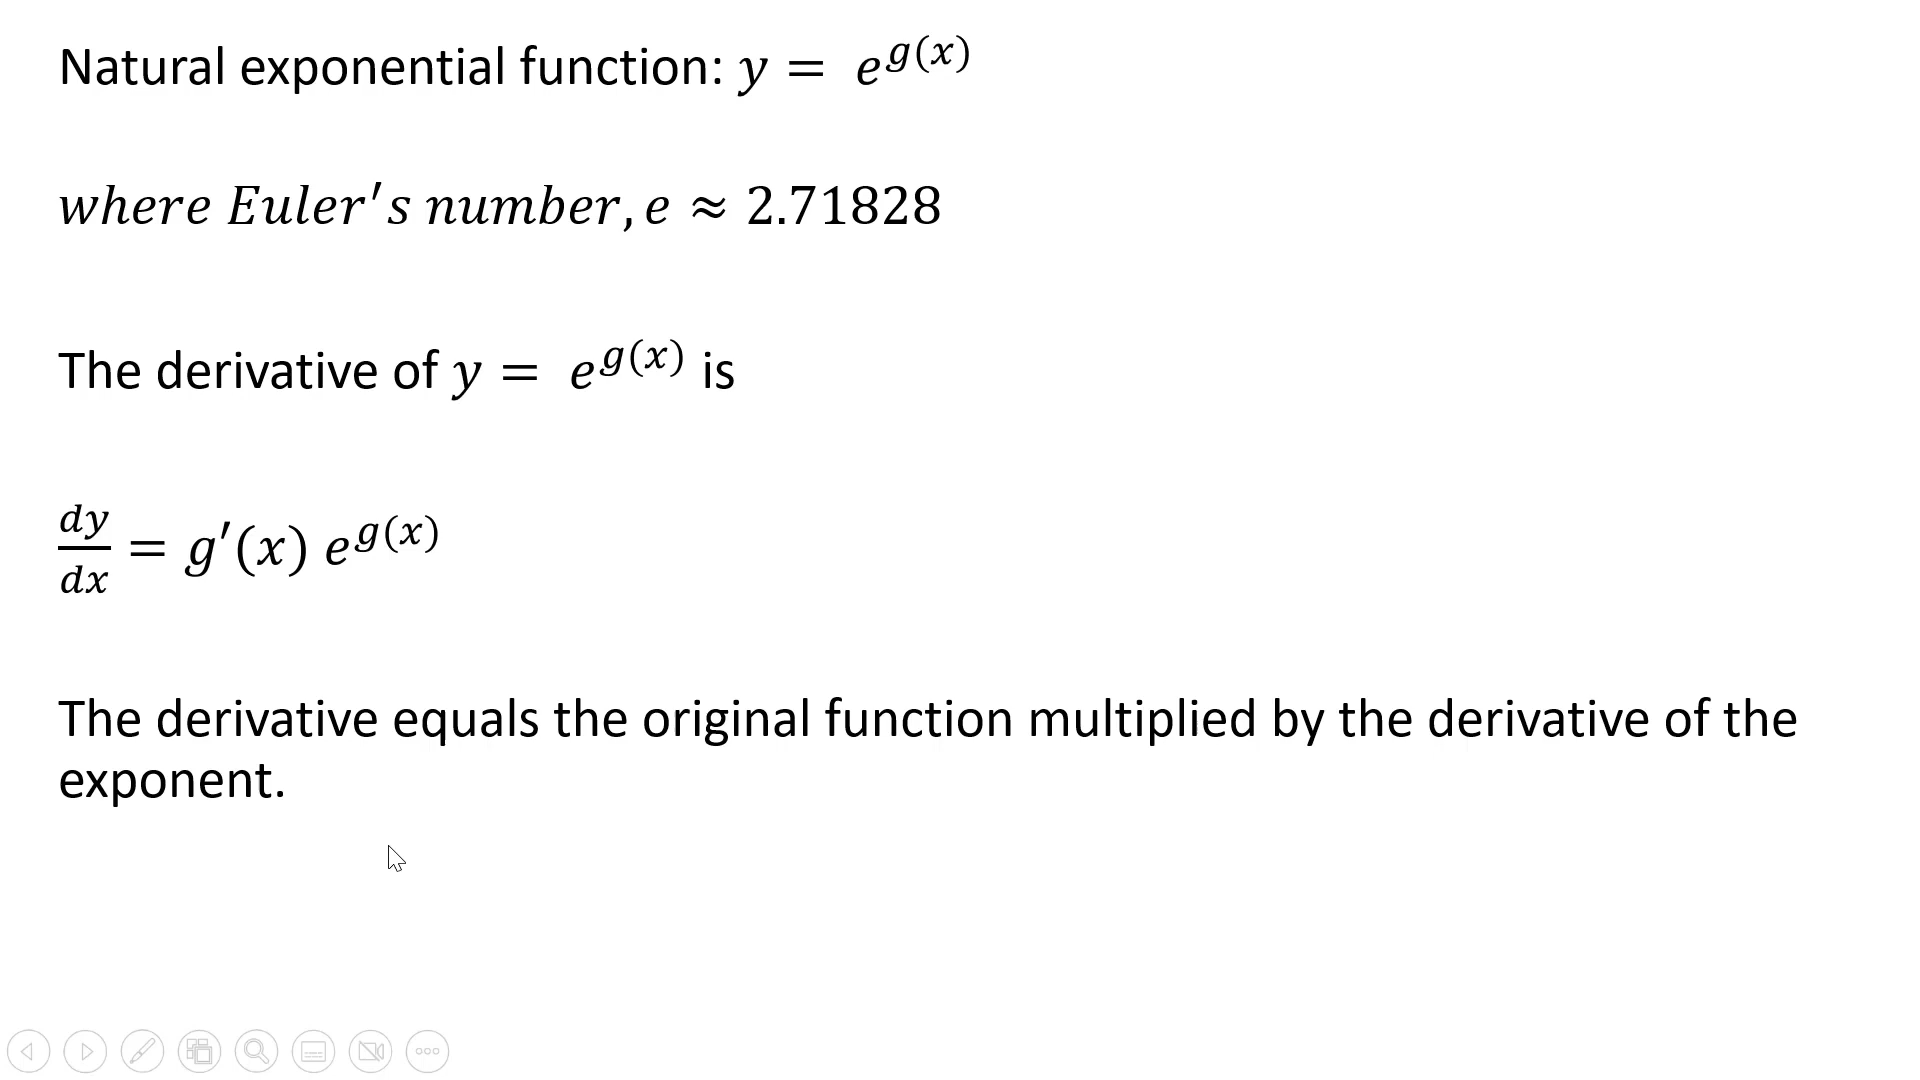 Natural exponential function: y = e^{g(x)}
where Euler's number, e ≈ 2.71828
The derivative of y = e^{g(x)} is
dy/dx = g′(x) e^{g(x)}
The derivative equals the original function multiplied by the derivative of the
exponent.